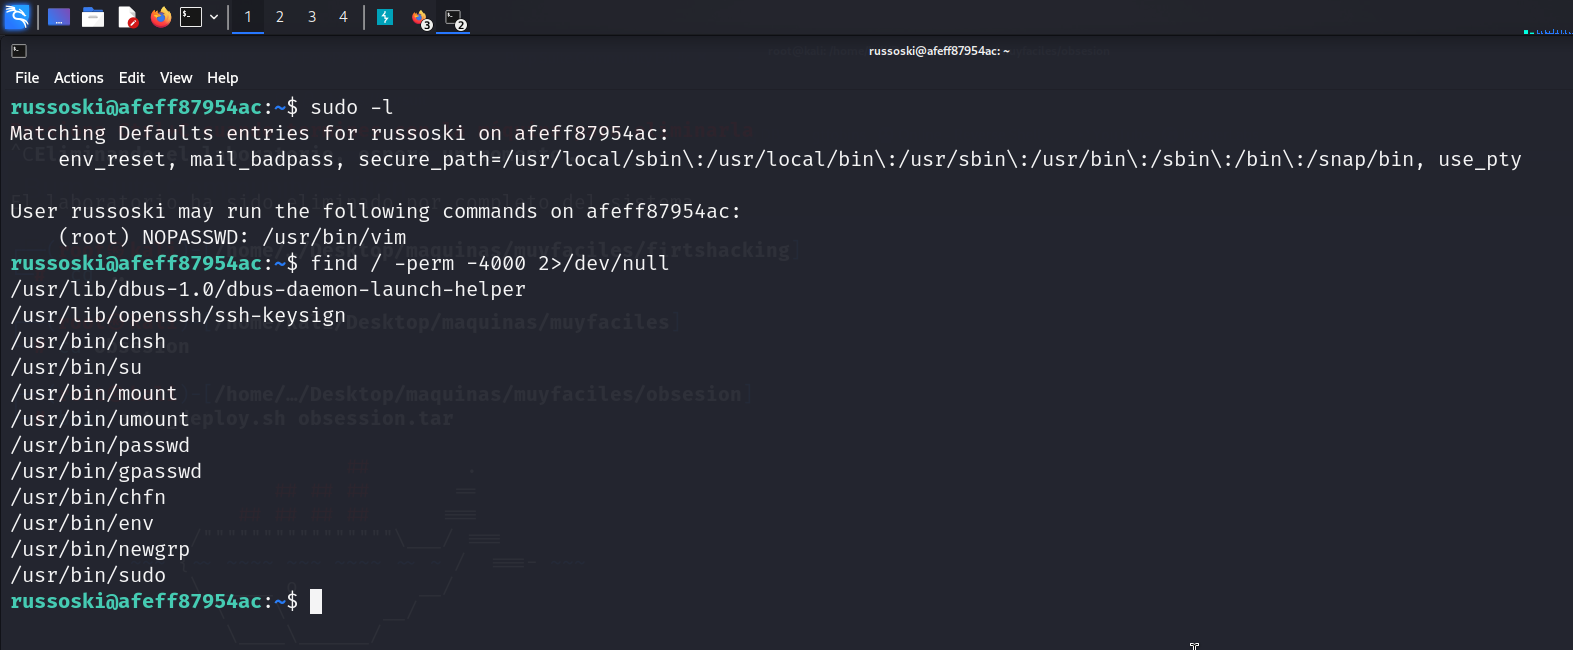 1 2 3 4 3 2
russoski@afeff87954ac: ~
File Actions Edit View Help
russoski@afeff87954ac:~$ sudo -l
Matching Defaults entries for russoski on afeff87954ac:
    env_reset, mail_badpass, secure_path=/usr/local/sbin\:/usr/local/bin\:/usr/sbin\:/usr/bin\:/sbin\:/bin\:/snap/bin, use_pty
User russoski may run the following commands on afeff87954ac:
    (root) NOPASSWD: /usr/bin/vim
russoski@afeff87954ac:~$ find / -perm -4000 2>/dev/null
/usr/lib/dbus-1.0/dbus-daemon-launch-helper
/usr/lib/openssh/ssh-keysign
/usr/bin/chsh
/usr/bin/su
/usr/bin/mount
/usr/bin/umount
/usr/bin/passwd
/usr/bin/gpasswd
/usr/bin/chfn
/usr/bin/env
/usr/bin/newgrp
/usr/bin/sudo
russoski@afeff87954ac:~$